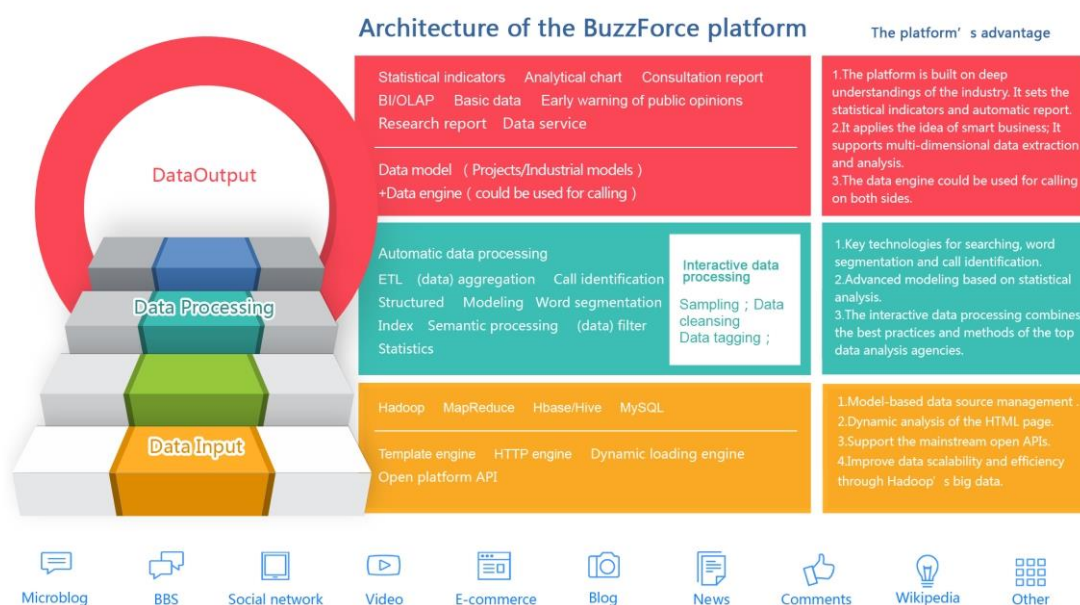 Architecture of the BuzzForce platform
The platform' s advantage
DataOutput
Statistical indicators Analytical chart Consultation report
BI/OLAP Basic data Early warning of public opinions
Research report Data service
Data model ( Projects/Industrial models )
+Data engine ( could be used for calling )
1.The platform is built on deep
understandings of the industry. It sets the
statistical indicators and automatic report.
2.It applies the idea of smart business; It
supports multi-dimensional data extraction
and analysis.
3.The data engine could be used for calling
on both sides.
Data Processing
Automatic data processing
ETL (data) aggregation Call identification
Structured Modeling Word segmentation
Index Semantic processing (data) filter
Statistics
Interactive data
processing
Sampling ; Data
cleansing
Data tagging ;
1.Key technologies for searching, word
segmentation and call identification.
2.Advanced modeling based on statistical
analysis.
3.The interactive data processing combines
the best practices and methods of the top
data analysis agencies.
Data Input
Hadoop MapReduce Hbase/Hive MySQL
Template engine HTTP engine Dynamic loading engine
Open platform API
1.Model-based data source management .
2.Dynamic analysis of the HTML page.
3.Support the mainstream open APIs.
4.Improve data scalability and efficiency
through Hadoop' s big data.
Microblog BBS Social network Video E-commerce Blog News Comments Wikipedia Other